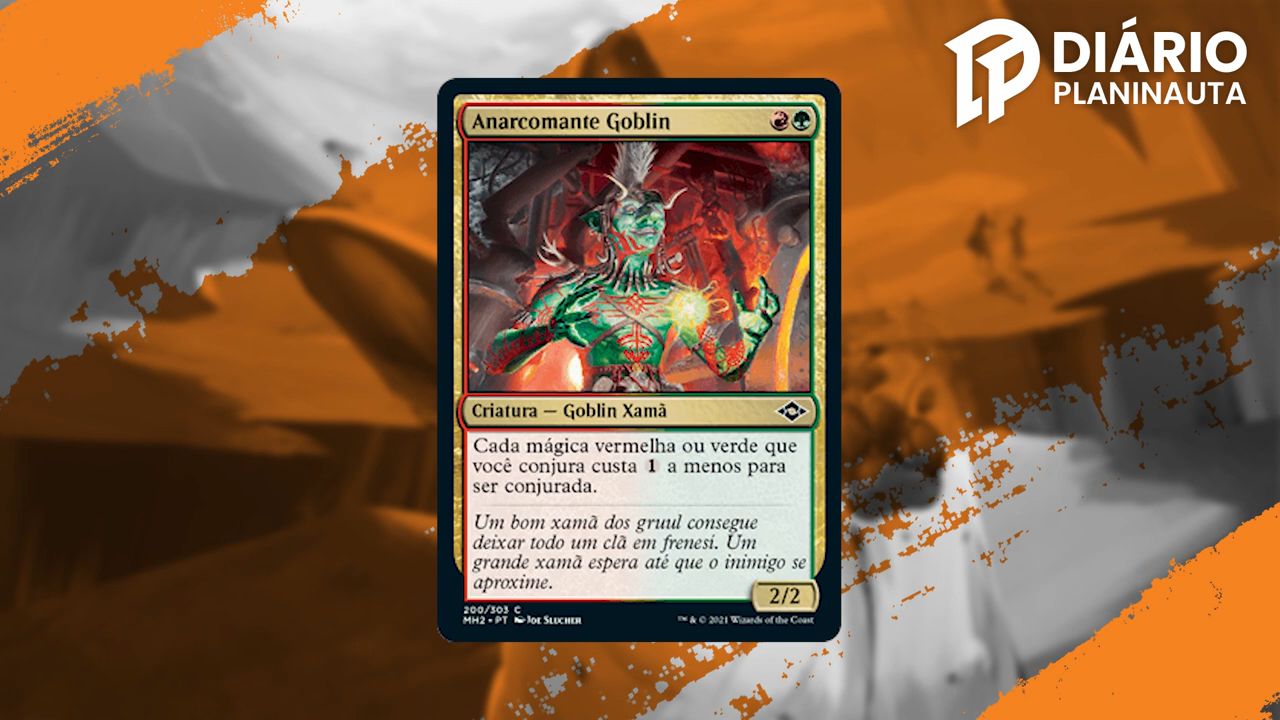 DIÁRIO
PLANINAUTA
Anarcomante Goblin
Criatura — Goblin Xamã
Cada mágica vermelha ou verde que
você conjura custa 1 a menos para
ser conjurada.
Um bom xamã dos gruul consegue
deixar todo um clã em frenesi. Um
grande xamã espera até que o inimigo se
aproxime.
2/2
200/303 C
MH2 • PT Joe Slucher
™ & © 2021 Wizards of the Coast